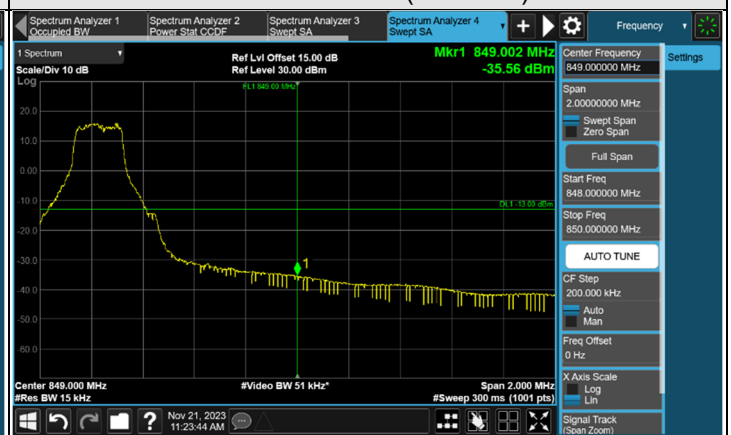 Spectrum Analyzer 1
Occupied BW
Spectrum Analyzer 2
Power Stat CCDF
Spectrum Analyzer 3
Swept SA
Spectrum Analyzer 4
Swept SA
Frequency
1 Spectrum
Scale/Div 10 dB
Log
Ref Lvl Offset 15.00 dB
Ref Level 30.00 dBm
Mkr1 849.002 MHz
-35.56 dBm
FL1 849.00 MHz
20.0
10.0
0.00
-10.0
DL1 -13.00 dBm
-20.0
-30.0
1
-40.0
-50.0
-60.0
Center 849.000 MHz
#Res BW 15 kHz
#Video BW 51 kHz*
Span 2.000 MHz
#Sweep 300 ms (1001 pts)
Center Frequency
849.000000 MHz
Settings
Span
2.00000000 MHz
Swept Span
Zero Span
Full Span
Start Freq
848.000000 MHz
Stop Freq
850.000000 MHz
AUTO TUNE
CF Step
200.000 kHz
Auto
Man
Freq Offset
0 Hz
X Axis Scale
Log
Lin
Signal Track
(Span Zoom)
?
Nov 21, 2023
11:23:44 AM